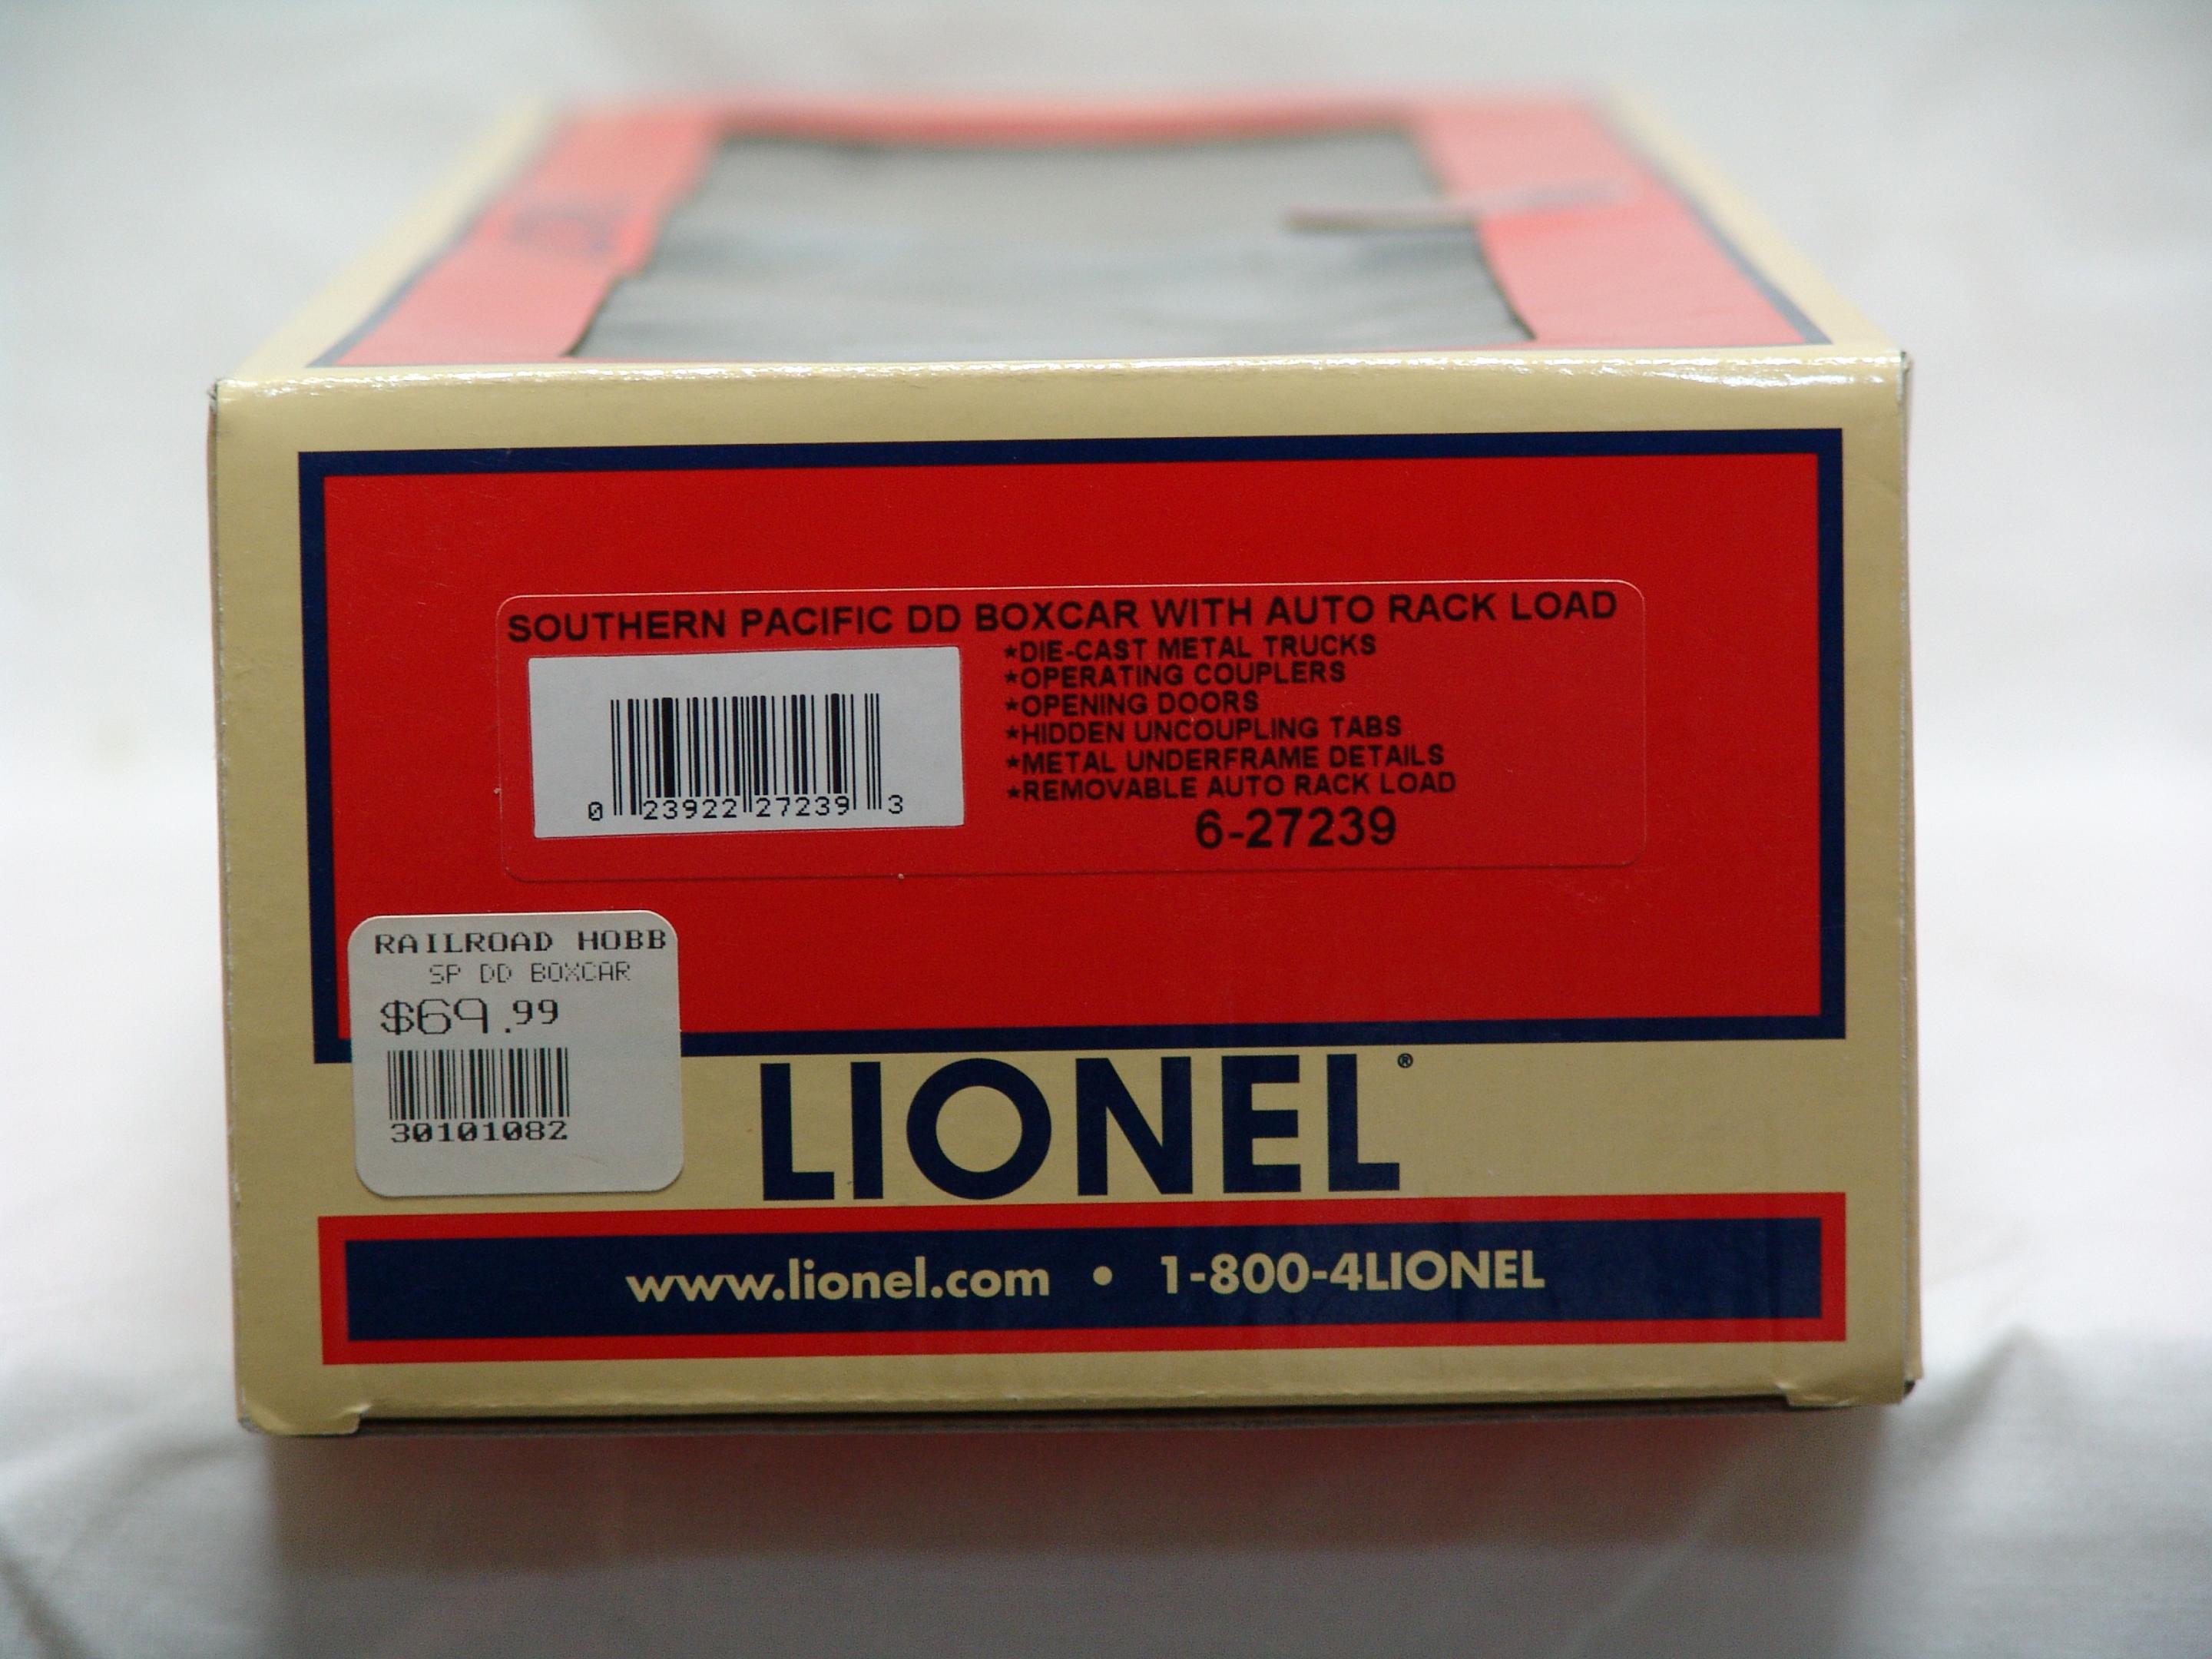 SOUTHERN PACIFIC DD BOXCAR WITH AUTO RACK LOAD
*DIE-CAST METAL TRUCKS
*OPERATING COUPLERS
*OPENING DOORS
*HIDDEN UNCOUPLING TABS
*METAL UNDERFRAME DETAILS
*REMOVABLE AUTO RACK LOAD
6-27239
0 23922 27239 3
RAILROAD HOBB
SP DD BOXCAR
$69.99
30101082
LIONEL®
www.lionel.com • 1-800-4LIONEL